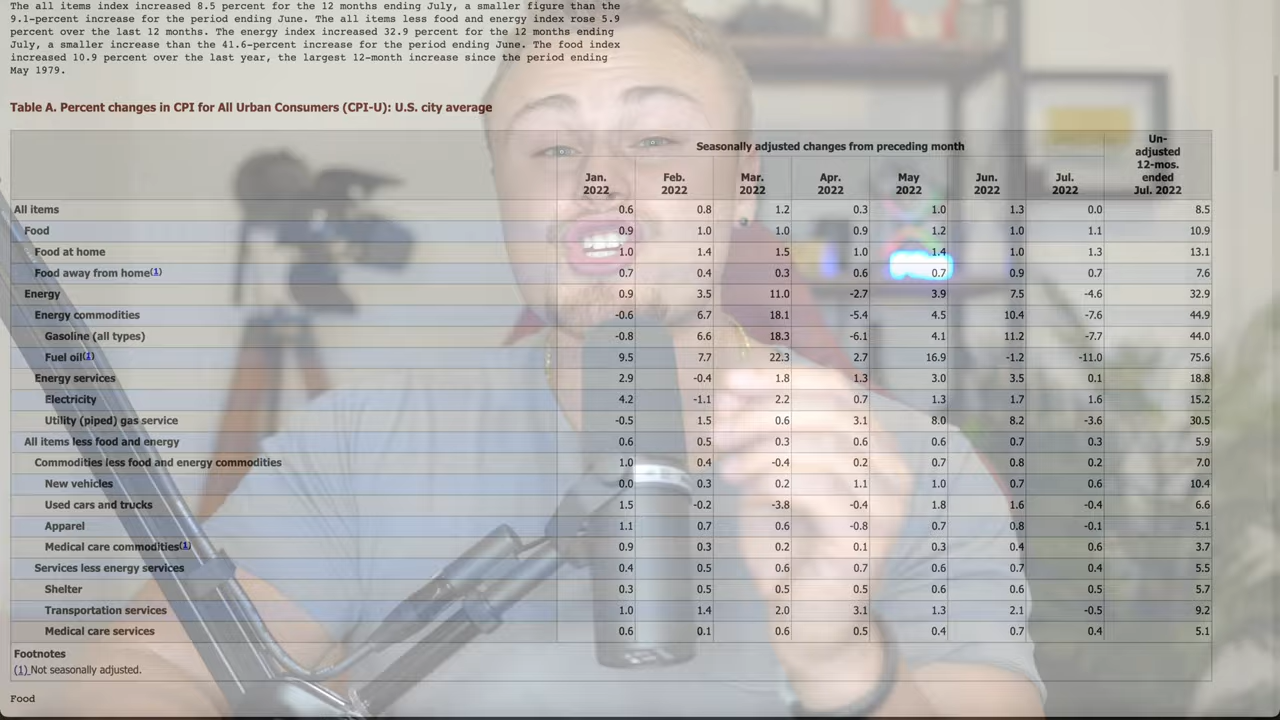 The all items index increased 8.5 percent for the 12 months ending July, a smaller figure than the
9.1-percent increase for the period ending June. The all items less food and energy index rose 5.9
percent over the last 12 months. The energy index increased 32.9 percent for the 12 months ending
July, a smaller increase than the 41.6-percent increase for the period ending June. The food index
increased 10.9 percent over the last year, the largest 12-month increase since the period ending
May 1979.
Table A. Percent changes in CPI for All Urban Consumers (CPI-U): U.S. city average
Seasonally adjusted changes from preceding month
Un-
adjusted
12-mos.
ended
Jul. 2022
Jan. 2022 Feb. 2022 Mar. 2022 Apr. 2022 May 2022 Jun. 2022 Jul. 2022
All items 0.6 0.8 1.2 0.3 1.0 1.3 0.0 8.5
Food 0.9 1.0 1.0 0.9 1.2 1.0 1.1 10.9
Food at home 1.0 1.4 1.5 1.0 1.4 1.0 1.3 13.1
Food away from home(1) 0.7 0.4 0.3 0.6 0.7 0.9 0.7 7.6
Energy 0.9 3.5 11.0 -2.7 3.9 7.5 -4.6 32.9
Energy commodities -0.6 6.7 18.1 -5.4 4.5 10.4 -7.6 44.9
Gasoline (all types) -0.8 6.6 18.3 -6.1 4.1 11.2 -7.7 44.0
Fuel oil(1) 9.5 7.7 22.3 2.7 16.9 -1.2 -11.0 75.6
Energy services 2.9 -0.4 1.8 1.3 3.0 3.5 0.1 18.8
Electricity 4.2 -1.1 2.2 0.7 1.3 1.7 1.6 15.2
Utility (piped) gas service -0.5 1.5 0.6 3.1 8.0 8.2 -3.6 30.5
All items less food and energy 0.6 0.5 0.3 0.6 0.6 0.7 0.3 5.9
Commodities less food and energy commodities 1.0 0.4 -0.4 0.2 0.7 0.8 0.2 7.0
New vehicles 0.0 0.3 0.2 1.1 1.0 0.7 0.6 10.4
Used cars and trucks 1.5 -0.2 -3.8 -0.4 1.8 1.6 -0.4 6.6
Apparel 1.1 0.7 0.6 -0.8 0.7 0.8 -0.1 5.1
Medical care commodities(1) 0.9 0.3 0.2 0.1 0.3 0.4 0.6 3.7
Services less energy services 0.4 0.5 0.6 0.7 0.6 0.7 0.4 5.5
Shelter 0.3 0.5 0.5 0.5 0.6 0.6 0.5 5.7
Transportation services 1.0 1.4 2.0 3.1 1.3 2.1 -0.5 9.2
Medical care services 0.6 0.1 0.6 0.5 0.4 0.7 0.4 5.1
Footnotes
(1) Not seasonally adjusted.
Food